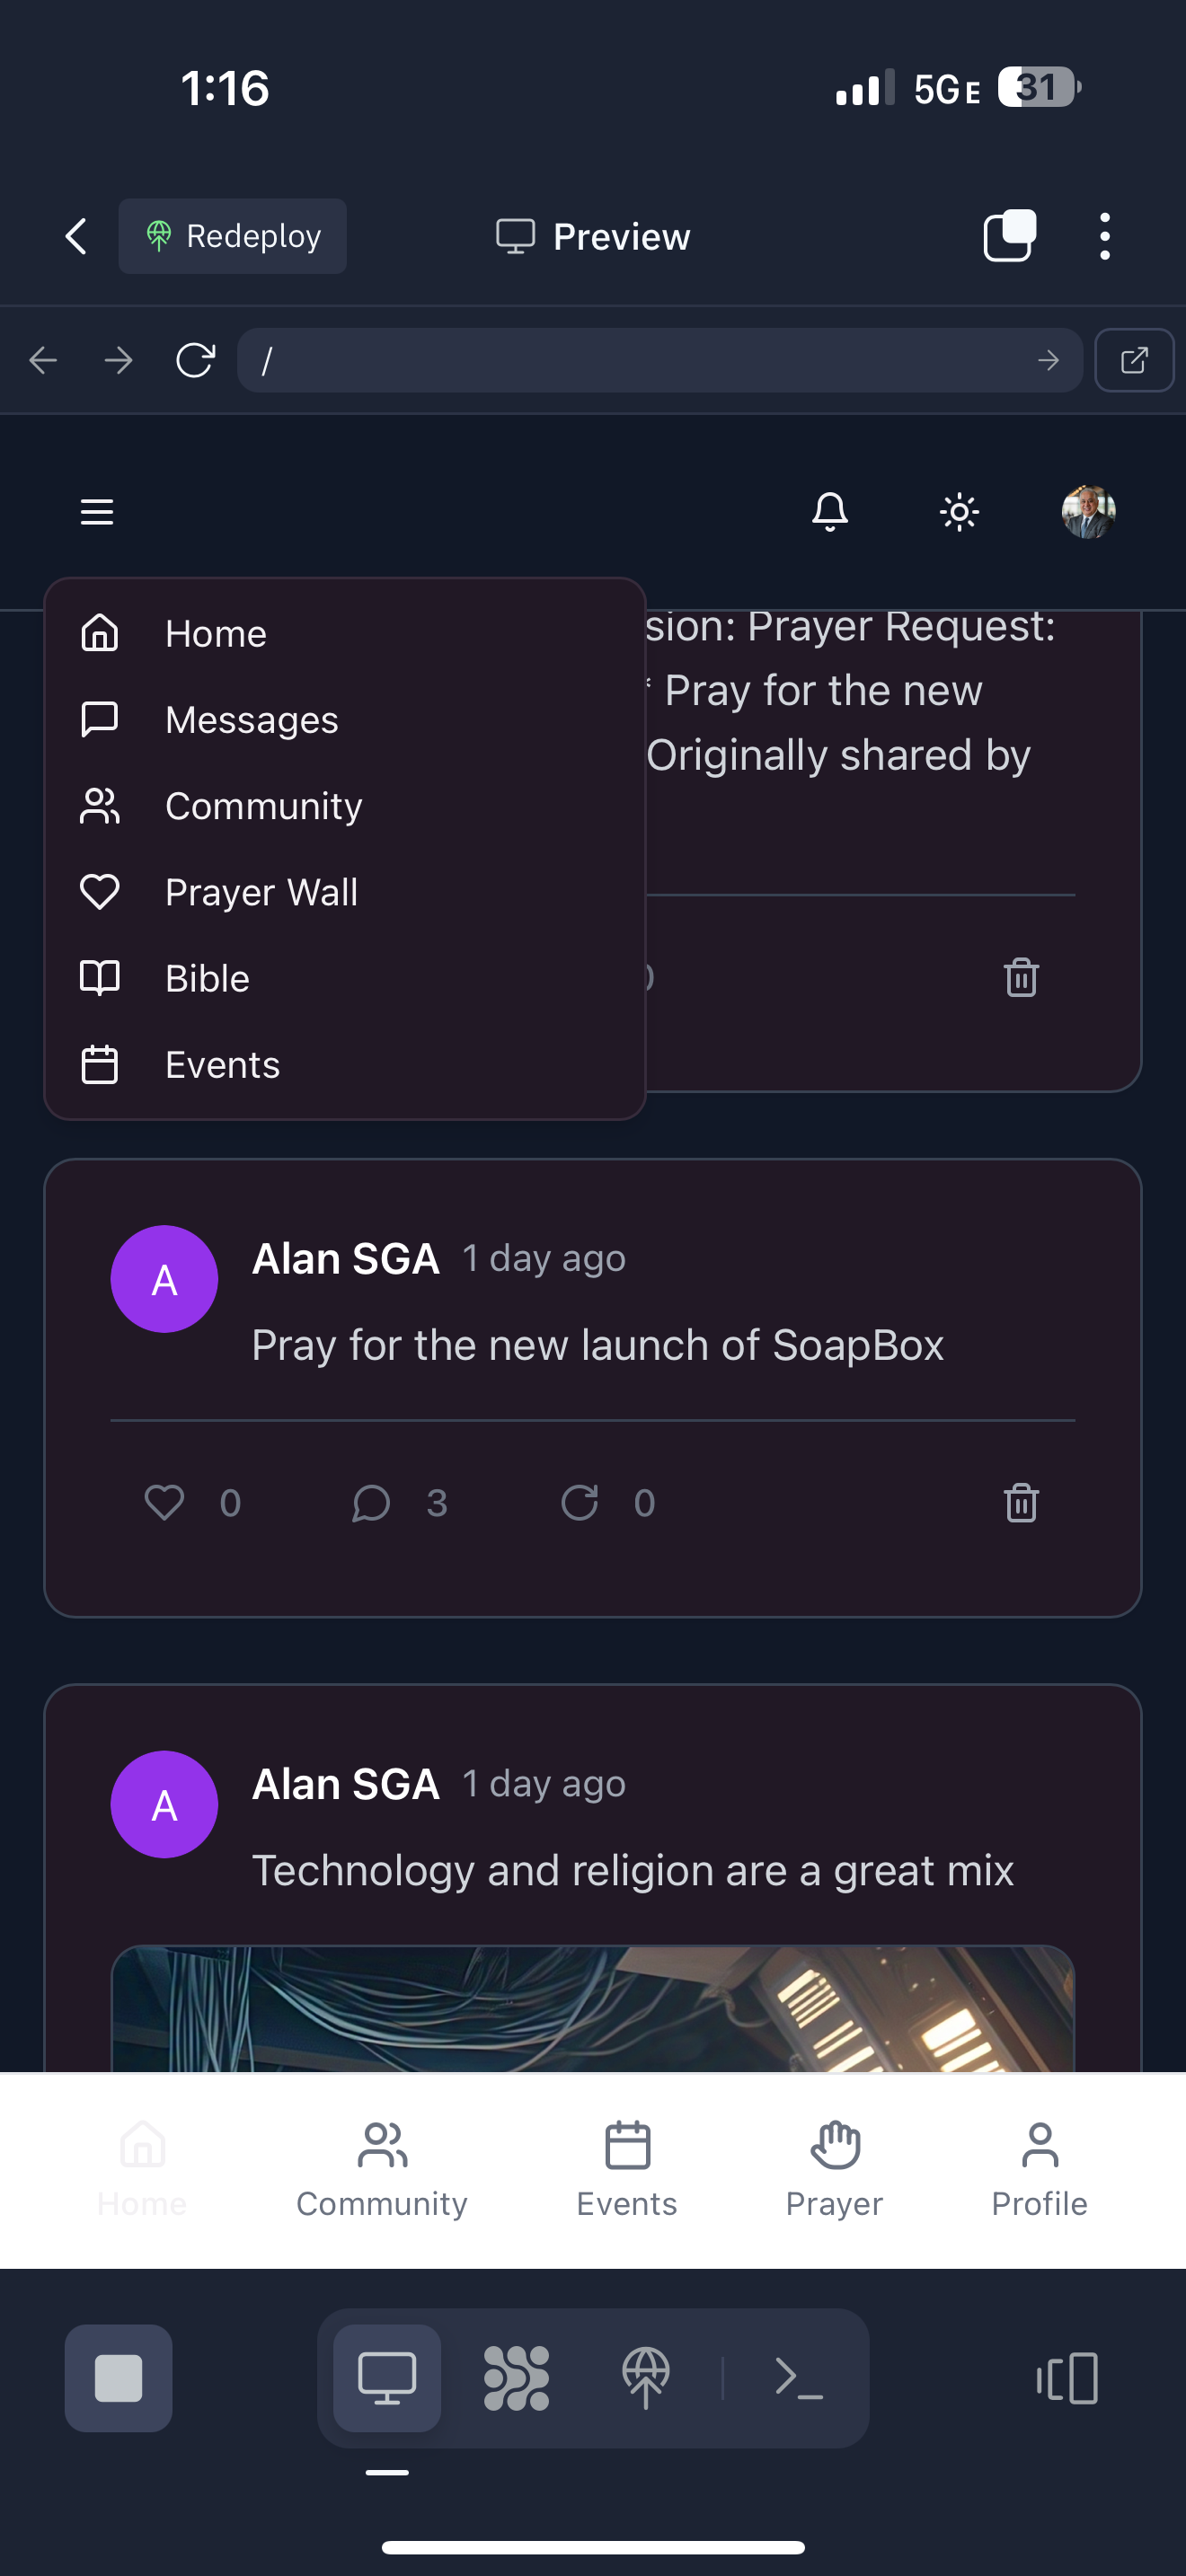 1:16
5G E
31
Redeploy
Preview
/
Home
Messages
Community
Prayer Wall
Bible
Events
sion: Prayer Request:
Pray for the new
Originally shared by
Alan SGA 1 day ago
A
Pray for the new launch of SoapBox
0 3 0
Alan SGA 1 day ago
A
Technology and religion are a great mix
Home Community Events Prayer Profile